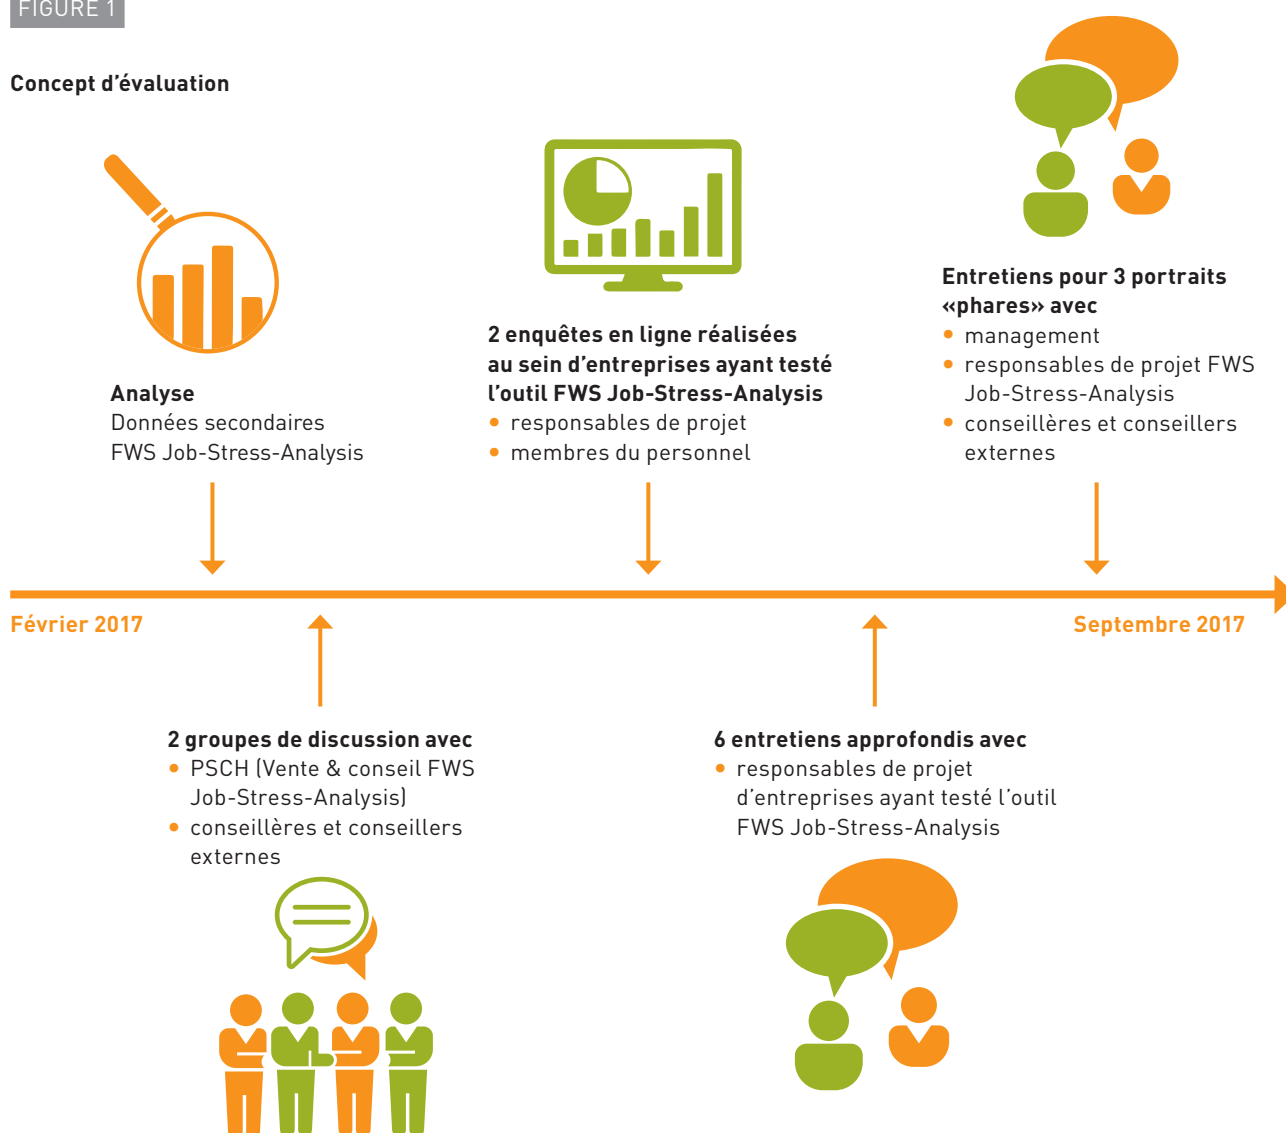 FIGURE 1
Concept d’évaluation
Analyse
Données secondaires
FWS Job-Stress-Analysis
2 enquêtes en ligne réalisées
au sein d’entreprises ayant testé
l’outil FWS Job-Stress-Analysis
• responsables de projet
• membres du personnel
Entretiens pour 3 portraits
«phares» avec
• management
• responsables de projet FWS
Job-Stress-Analysis
• conseillères et conseillers
externes
Février 2017
Septembre 2017
2 groupes de discussion avec
• PSCH (Vente & conseil FWS
Job-Stress-Analysis)
• conseillères et conseillers
externes
6 entretiens approfondis avec
• responsables de projet
d’entreprises ayant testé l’outil
FWS Job-Stress-Analysis